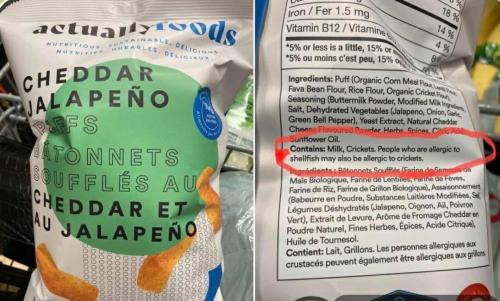 actuallyfoods
NUTRITIOUS, SUSTAINABLE, DELICIOUS.
NUTRITIFS, DURABLES, DÉLICIEUX.
CHEDDAR
JALAPEÑO
PUFFS
BÂTONNETS
SOUFFLÉS AU
CHEDDAR ET
AU JALAPEÑO
Iron / Fer 1.5 mg
18 %
Vitamin B12 / Vitamine
14 %
4 %
8 %
*5% or less is a little, 15% or
*5% ou moins c'est peu, 15%
Ingredients: Puff (Organic Corn Meal Flour, Lentil Flour,
Fava Bean Flour, Rice Flour, Organic Cricket Flour),
Seasoning (Buttermilk Powder, Modified Milk Ingredients,
Salt, Dehydrated Vegetables (Jalapeno, Onion, Garlic,
Green Bell Pepper), Yeast Extract, Natural Cheddar
Cheese Flavoured Powder, Herbs, Spices, Citric Acid),
Sunflower Oil.
Contains: Milk, Crickets. People who are allergic to
shellfish may also be allergic to crickets.
Ingrédients: Bâtonnets Soufflés (Farine de Semoule de
Maïs Biologique, Farine de Lentilles, Farine de Fèves,
Farine de Riz, Farine de Grillon Biologique), Assaisonnement
(Babeurre en Poudre, Substances Laitières Modifiées, Sel,
Légumes Déshydratés (Jalapeno, Oignon, Ail, Poivron
Vert), Extrait de Levure, Arôme de Fromage Cheddar en
Poudre Naturel, Fines Herbes, Épices, Acide Citrique),
Huile de Tournesol.
Contient: Lait, Grillons. Les personnes allergiques aux
crustacés peuvent également être allergiques aux grillons.